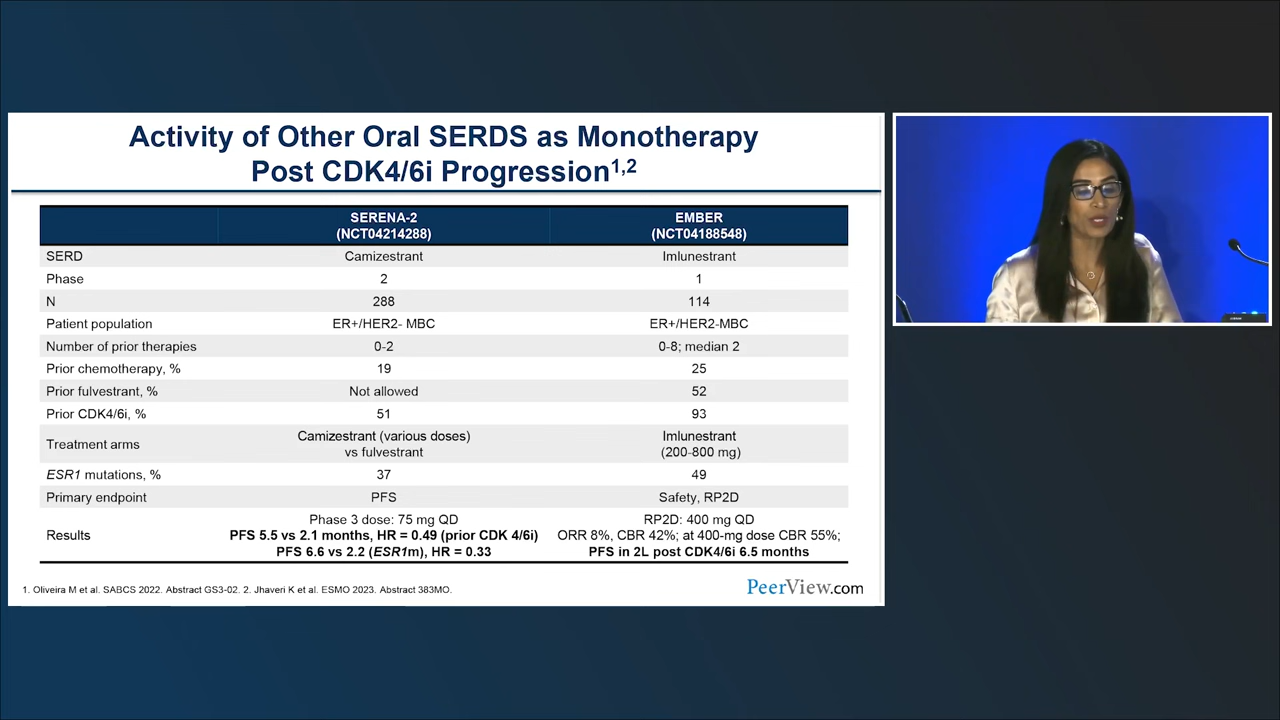 Activity of Other Oral SERDS as Monotherapy
Post CDK4/6i Progression1,2
SERENA-2
(NCT04214288)
EMBER
(NCT04188548)
SERD Camizestrant Imlunestrant
Phase 2 1
N 288 114
Patient population ER+/HER2- MBC ER+/HER2-MBC
Number of prior therapies 0-2 0-8; median 2
Prior chemotherapy, % 19 25
Prior fulvestrant, % Not allowed 52
Prior CDK4/6i, % 51 93
Treatment arms
Camizestrant (various doses)
vs fulvestrant
Imlunestrant
(200-800 mg)
ESR1 mutations, % 37 49
Primary endpoint PFS Safety, RP2D
Results
Phase 3 dose: 75 mg QD
PFS 5.5 vs 2.1 months, HR = 0.49 (prior CDK 4/6i)
PFS 6.6 vs 2.2 (ESR1m), HR = 0.33
RP2D: 400 mg QD
ORR 8%, CBR 42%; at 400-mg dose CBR 55%;
PFS in 2L post CDK4/6i 6.5 months
1. Oliveira M et al. SABCS 2022. Abstract GS3-02. 2. Jhaveri K et al. ESMO 2023. Abstract 383MO.
PeerView.com